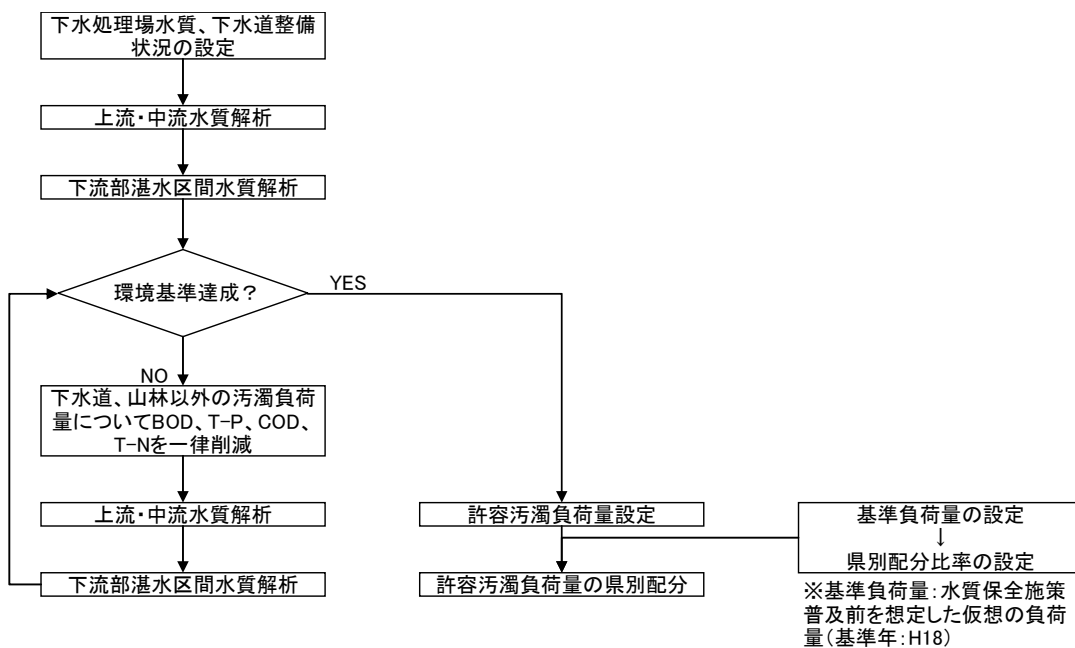 下水処理場水質、下水道整備
状況の設定
上流・中流水質解析
下流部湛水区間水質解析
環境基準達成？
YES
NO
下水道、山林以外の汚濁負荷
量についてBOD、T-P、COD、
T-Nを一律削減
上流・中流水質解析
下流部湛水区間水質解析
許容汚濁負荷量設定
許容汚濁負荷量の県別配分
基準負荷量の設定
↓
県別配分比率の設定
※基準負荷量：水質保全施策
普及前を想定した仮想の負荷
量（基準年：H18）